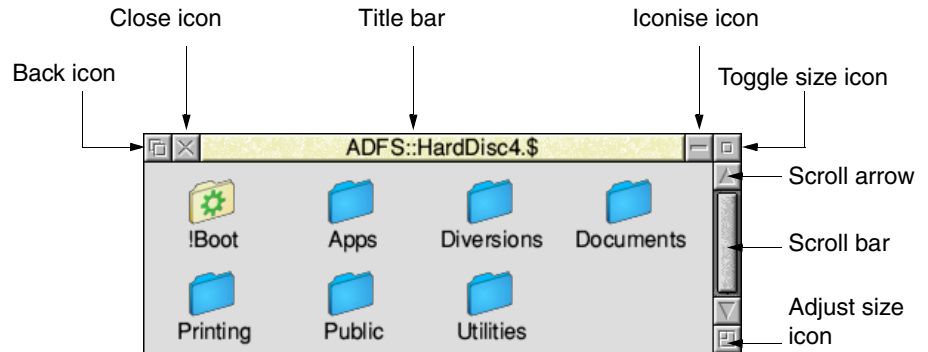 Close icon
Title bar
Iconise icon
Back icon
Toggle size icon
ADFS::HardDisc4.$
Scroll arrow
!Boot
Apps
Diversions
Documents
Scroll bar
Printing
Public
Utilities
Adjust size
icon